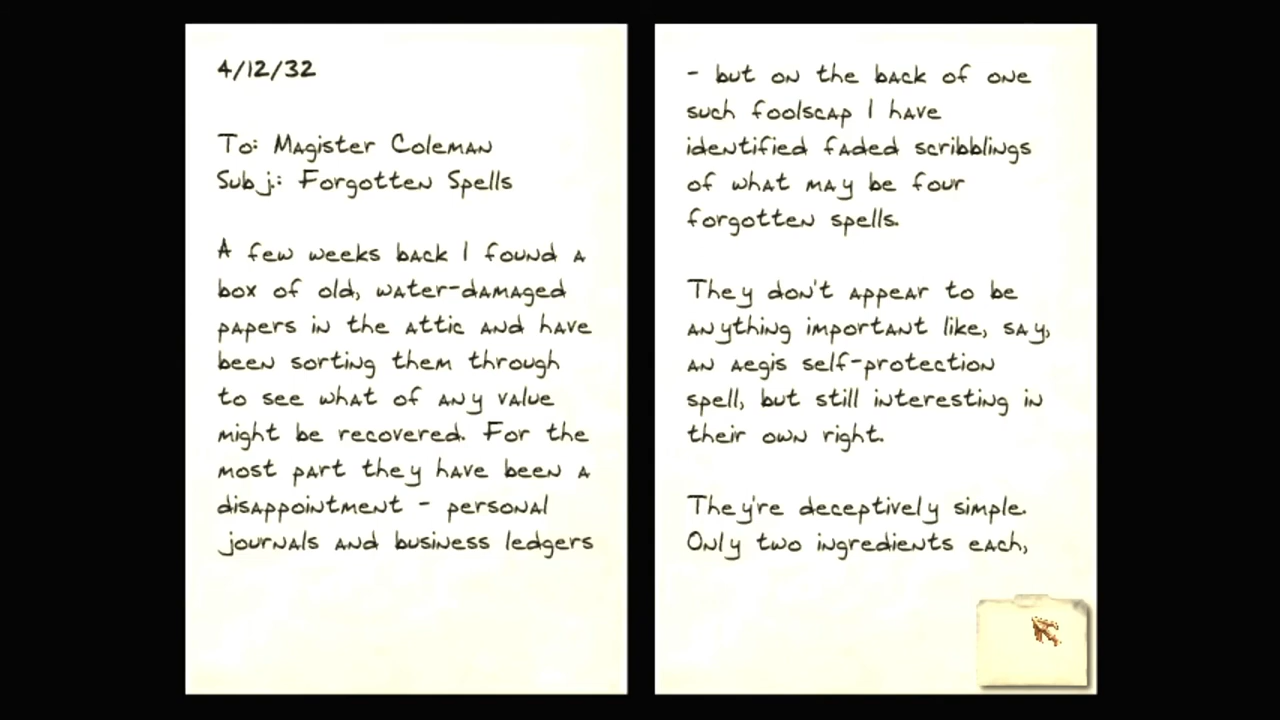 4/12/32
To: Magister Coleman
Subj.: Forgotten Spells
A few weeks back I found a
box of old, water-damaged
papers in the attic and have
been sorting them through
to see what of any value
might be recovered. For the
most part they have been a
disappointment - personal
journals and business ledgers
- but on the back of one
such foolscap I have
identified faded scribblings
of what may be four
forgotten spells.
They don't appear to be
anything important like, say,
an aegis self-protection
spell, but still interesting in
their own right.
They're deceptively simple.
Only two ingredients each,